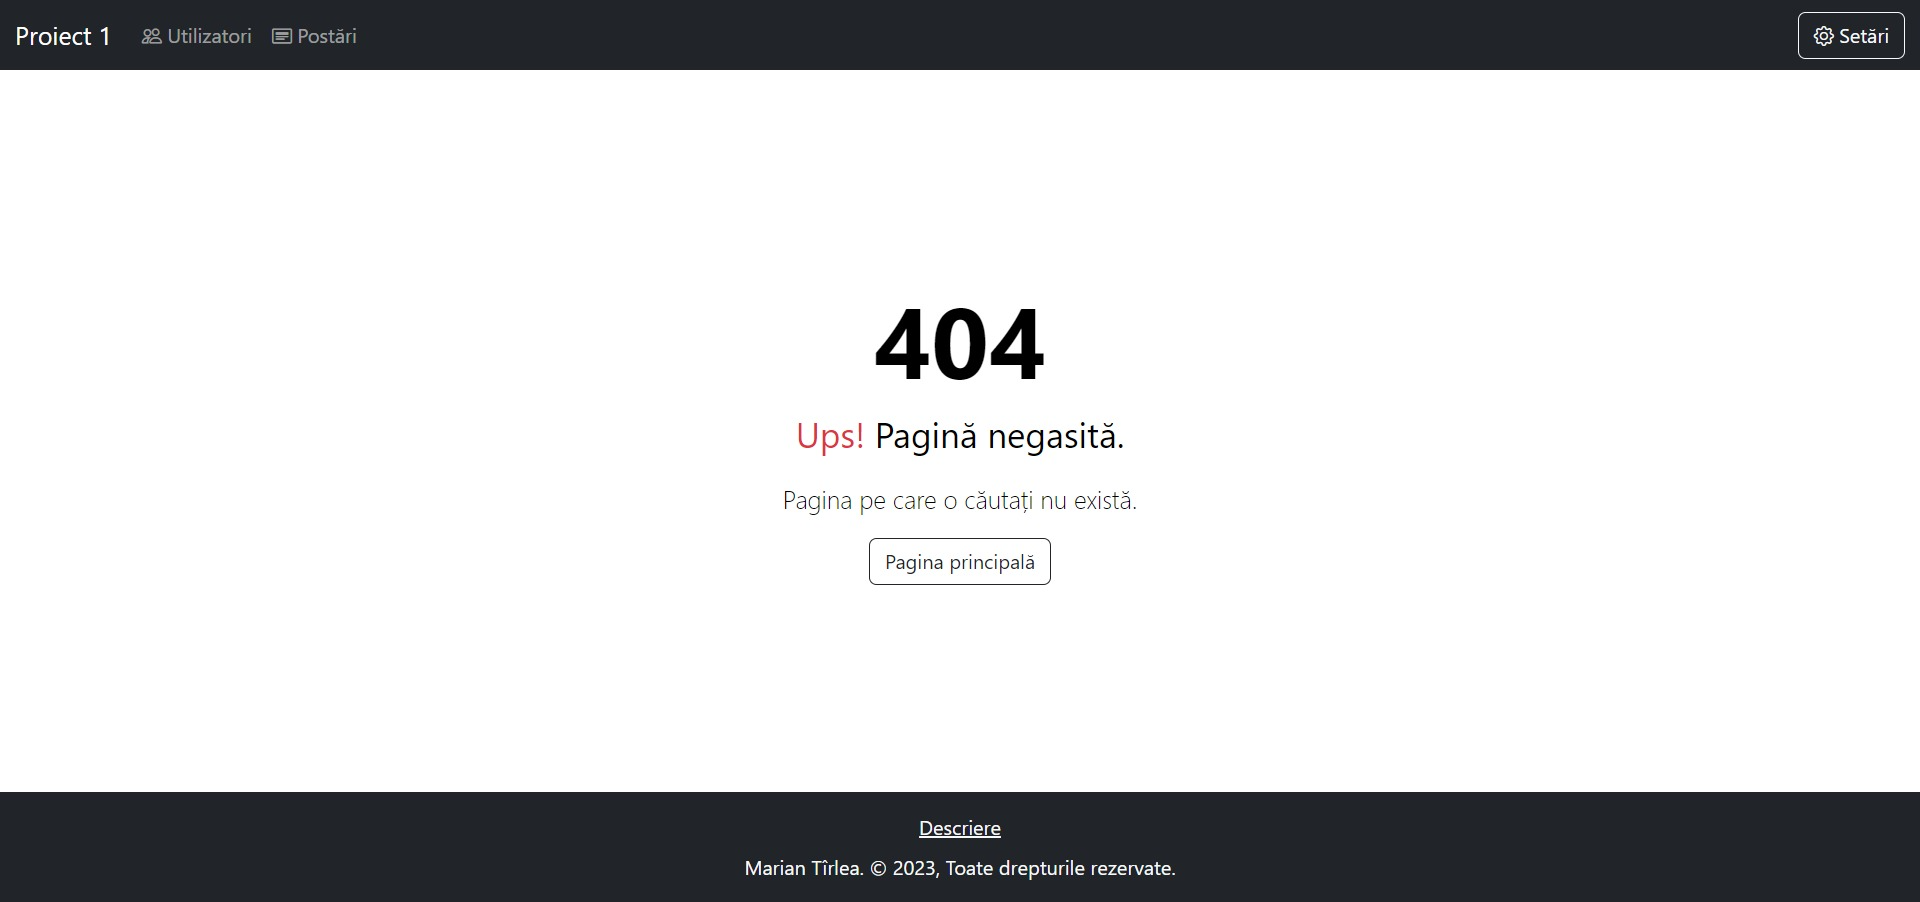 Proiect 1 Utilizatori Postări Setări
404
Ups! Pagină negasită.
Pagina pe care o căutați nu există.
Pagina principală
Descriere
Marian Tîrlea. © 2023, Toate drepturile rezervate.